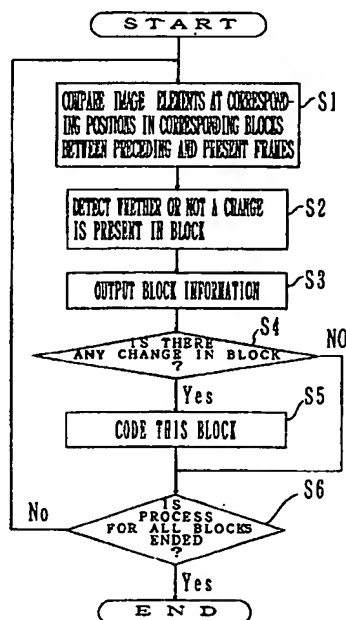 START
COMPARE IMAGE ELEMENTS AT CORRESPOND-
ING POSITIONS IN CORRESPONDING BLOCKS
BETWEEN PRECEDING AND PRESENT FRAMES
S1
DETECT WHETHER OR NOT A CHANGE
IS PRESENT IN BLOCK
S2
OUTPUT BLOCK INFORMATION
S3
IS THERE
ANY CHANGE IN BLOCK
?
S4
NO
Yes
CODE THIS BLOCK
S5
IS
PROCESS
FOR ALL BLOCKS
ENDED
?
S6
No
Yes
END